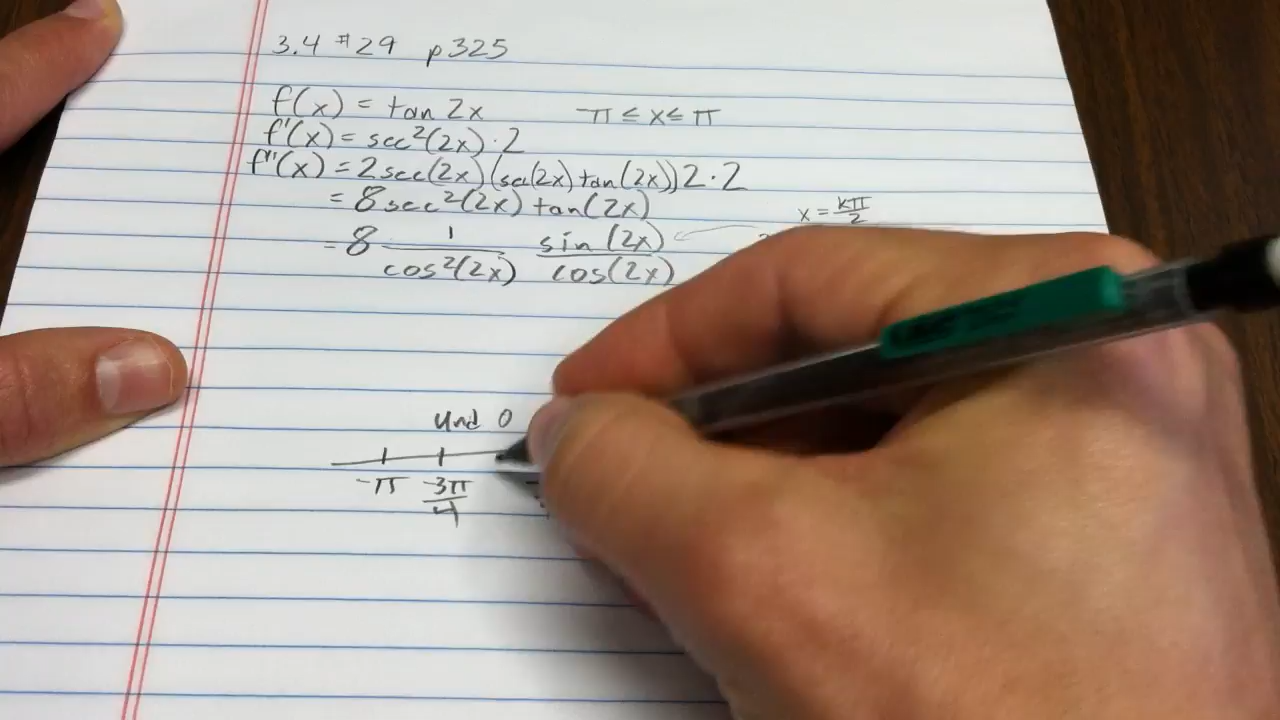 3.4 #29 p325
f(x) = tan 2x -π ≤ x ≤ π
f'(x) = sec²(2x)·2
f"(x) = 2sec(2x)(sec(2x)tan(2x))2·2
= 8sec²(2x)tan(2x)
x = kπ/2
= 8 1/cos²(2x) sin(2x)/cos(2x)
Und 0
-π -3π/4